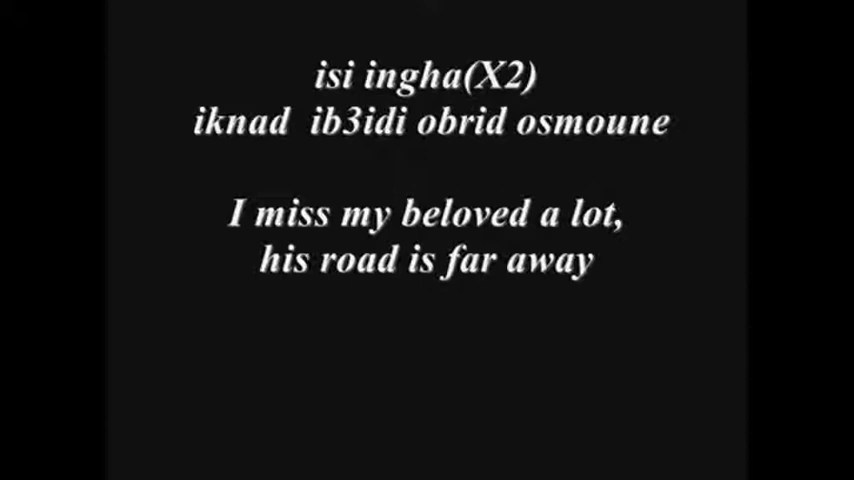 isi ingha(X2)
iknad ib3idi obrid osmoune
I miss my beloved a lot,
his road is far away